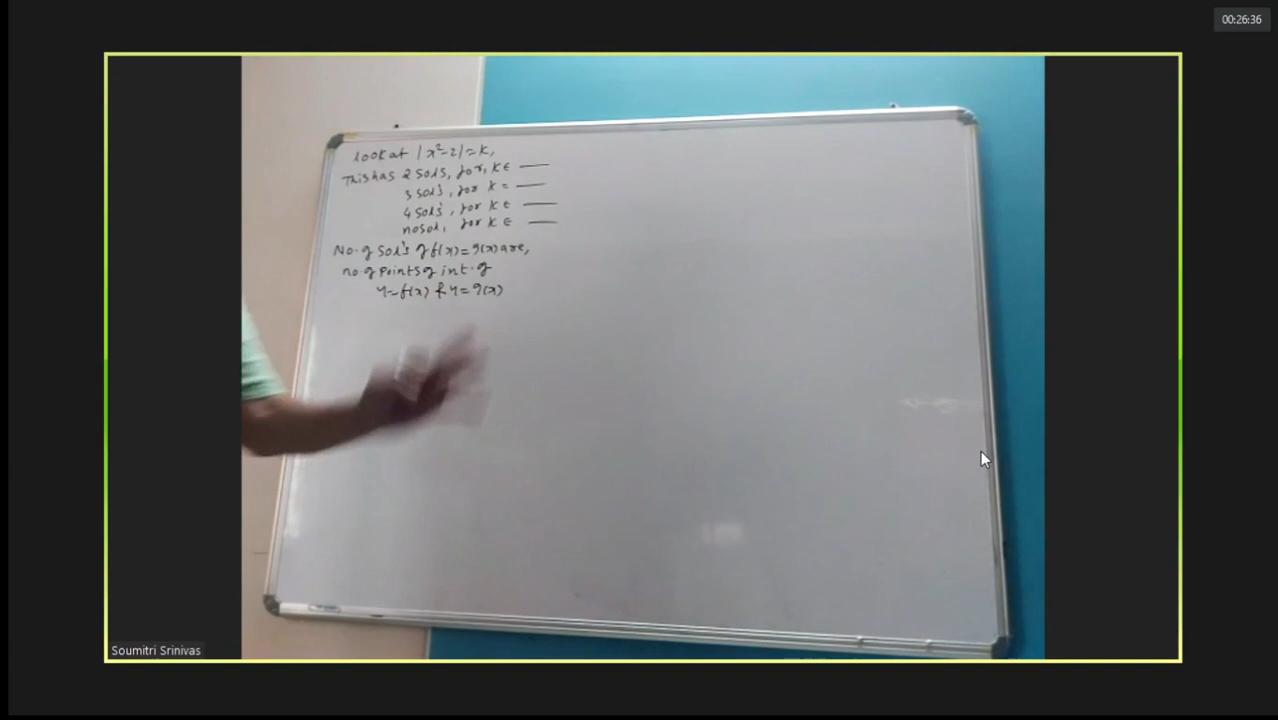 00:26:36
Look at |x²-2|=k,
This has 2 sols, for, k∈ ___
3 sol's, for k = ___
4 sol's, for k ∈ ___
no sol, for k ∈ ___
No. of sol's of f(x)=g(x) are,
no. of points of int. of
y=f(x) & y=g(x)
Soumitri Srinivas